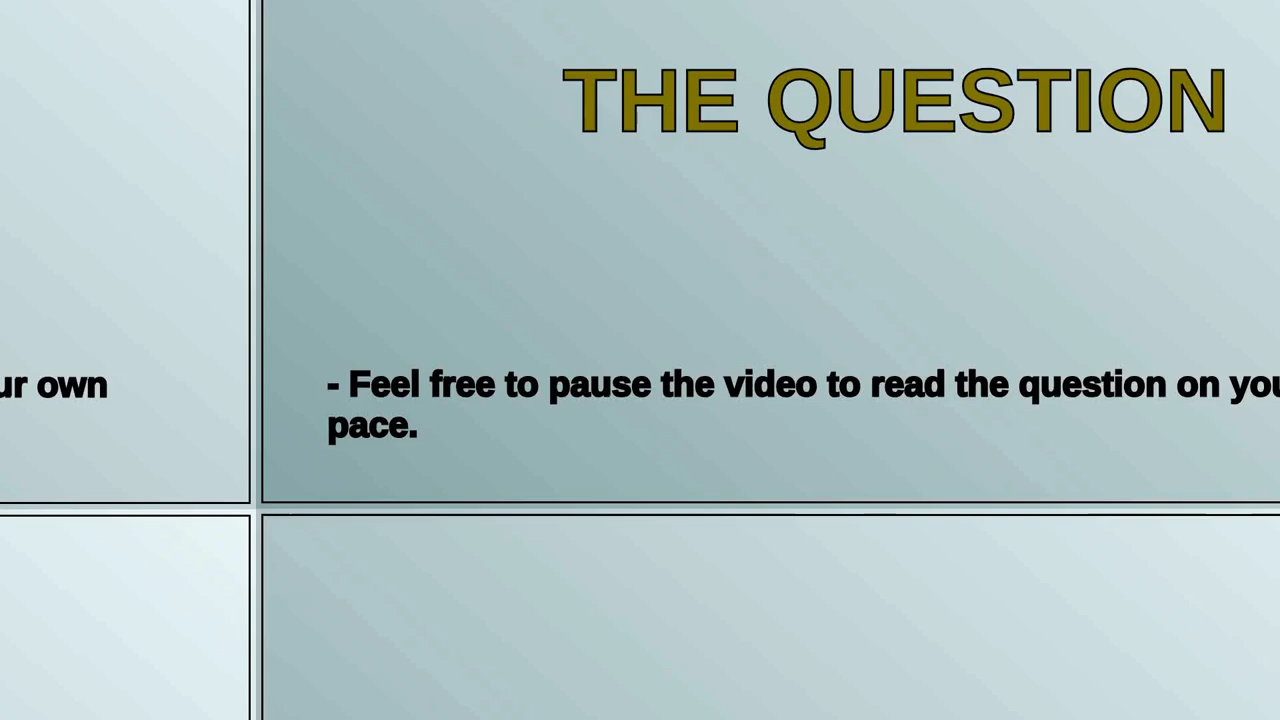 THE QUESTION
ur own
- Feel free to pause the video to read the question on you
pace.